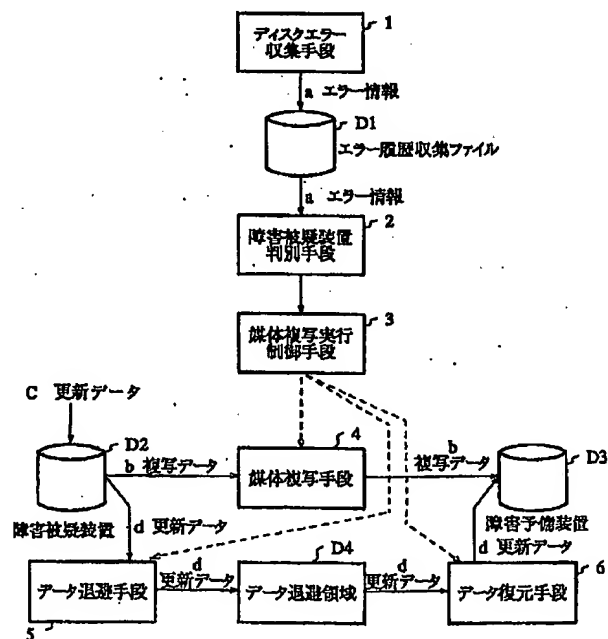 1
ディスクエラー
収集手段
a エラー情報
D1
エラー履歴収集ファイル
a エラー情報
2
障害被疑装置
判別手段
3
媒体複写実行
制御手段
C 更新データ
D2
b 複写データ
4
媒体複写手段
b
複写データ
D3
障害被疑装置
d 更新データ
障害予備装置
d 更新データ
データ退避手段
5
d
更新データ
D4
データ退避領域
d
更新データ
データ復元手段
6